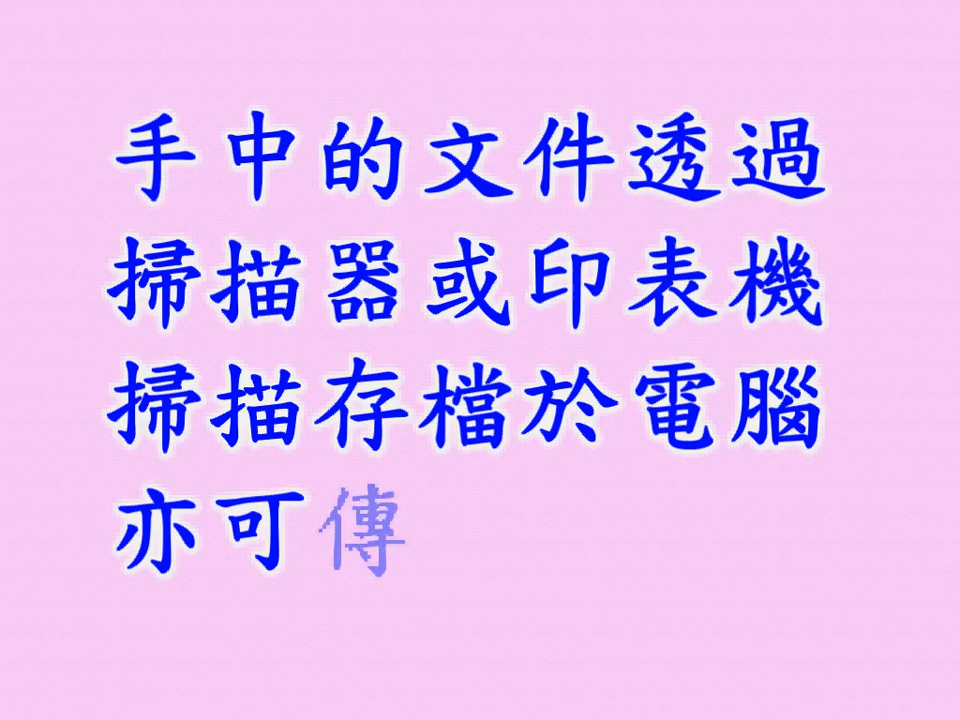 手中的文件透過
掃描器或印表機
掃描存檔於電腦
亦可傳